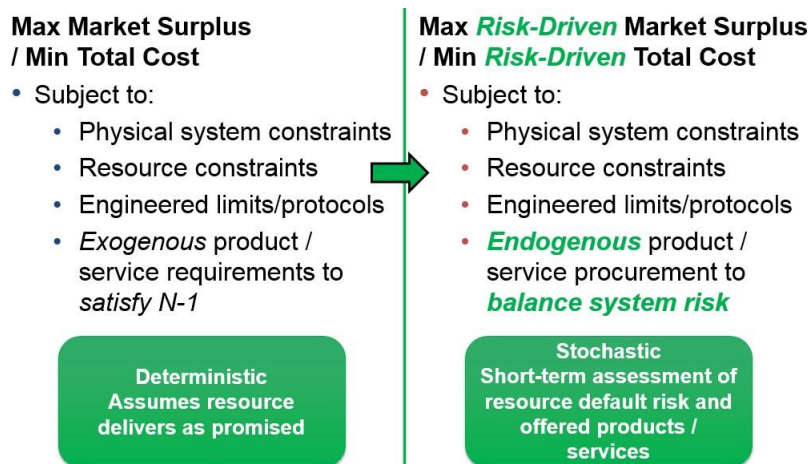 Max Market Surplus
/ Min Total Cost
• Subject to:
• Physical system constraints
• Resource constraints
• Engineered limits/protocols
• Exogenous product /
service requirements to
satisfy N-1
Deterministic
Assumes resource
delivers as promised
Max Risk-Driven Market Surplus
/ Min Risk-Driven Total Cost
• Subject to:
• Physical system constraints
• Resource constraints
• Engineered limits/protocols
• Endogenous product /
service procurement to
balance system risk
Stochastic
Short-term assessment of
resource default risk and
offered products /
services